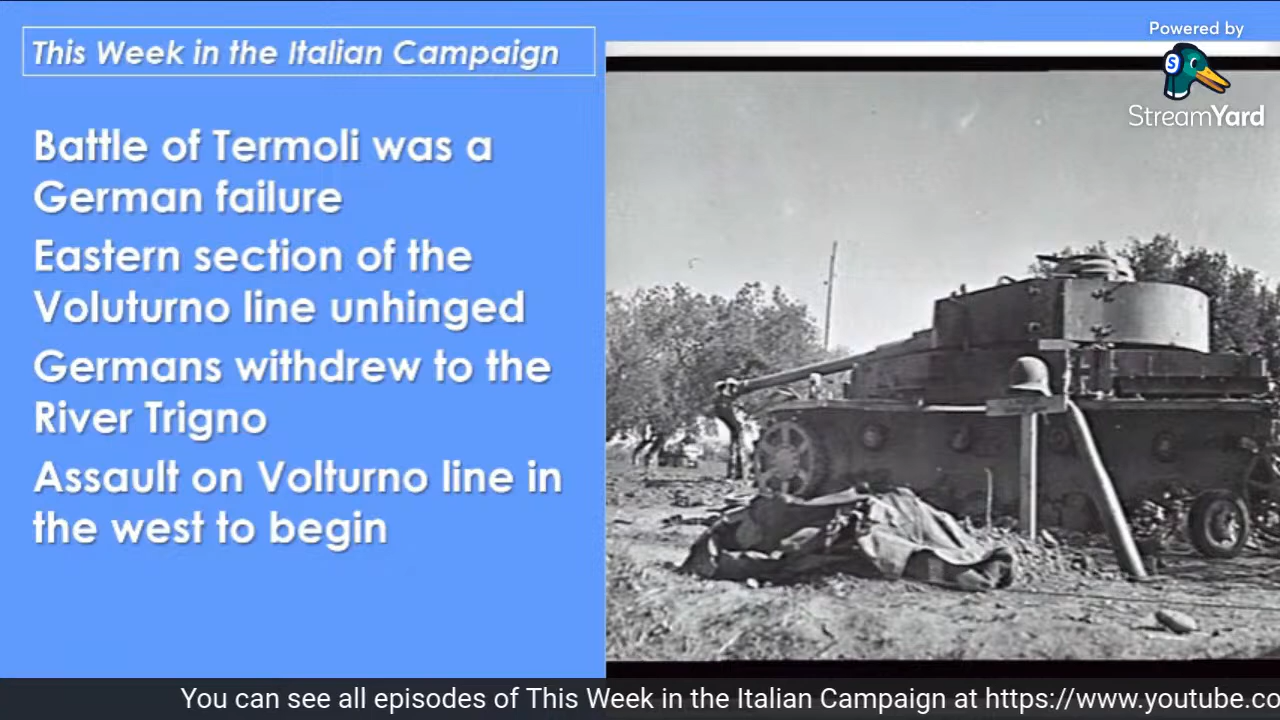 This Week in the Italian Campaign
Powered by
StreamYard
Battle of Termoli was a
German failure
Eastern section of the
Voluturno line unhinged
Germans withdrew to the
River Trigno
Assault on Volturno line in
the west to begin
You can see all episodes of This Week in the Italian Campaign at https://www.youtube.co